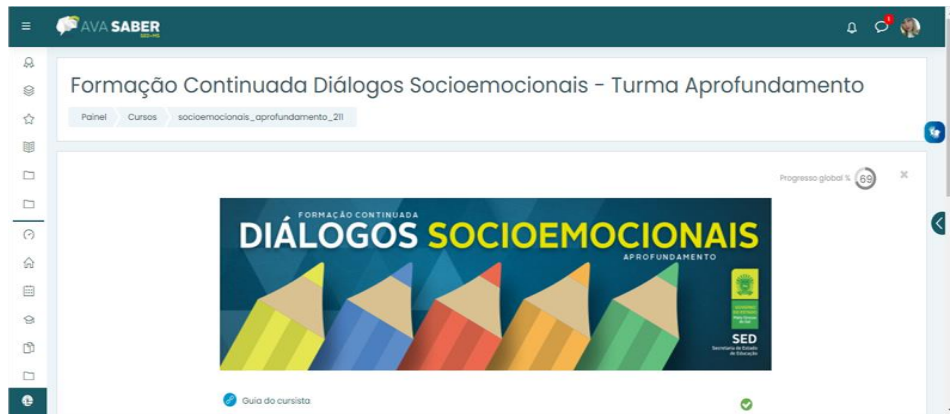 AVA SABER
SED•MS
1
Formação Continuada Diálogos Socioemocionais - Turma Aprofundamento
Painel Cursos socioemocionais_aprofundamento_211
Progresso global % 69
FORMAÇÃO CONTINUADA
DIÁLOGOS SOCIOEMOCIONAIS
APROFUNDAMENTO
SED
Secretaria de Estado
de Educação
Guia do cursista